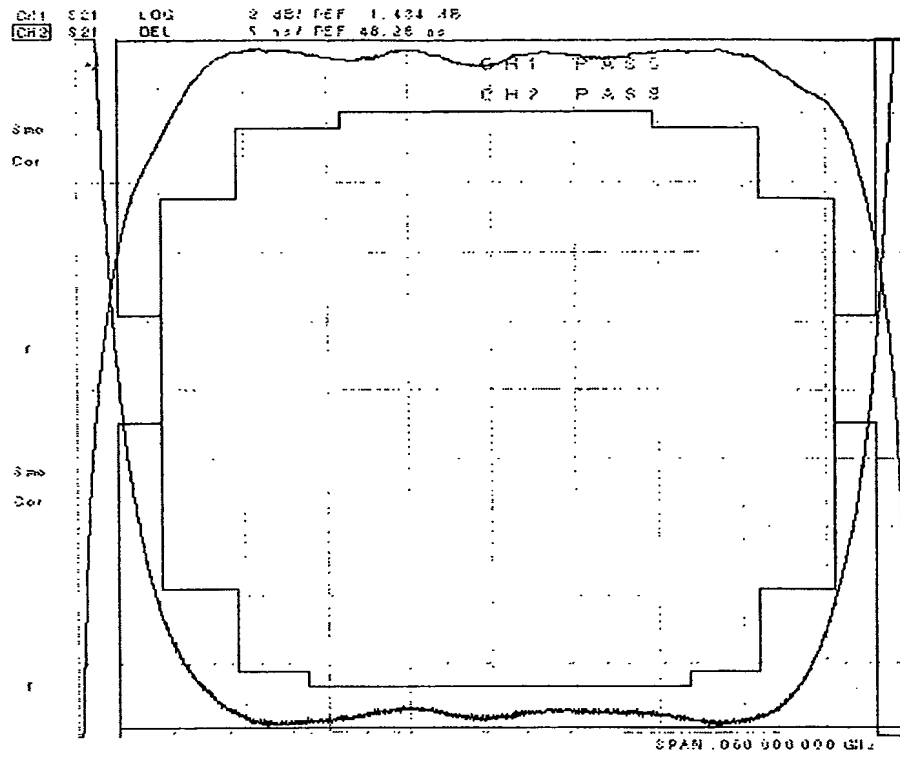 CH1 S21 LOG 2 dB/ REF 1.434 dB
CH2 S21 DEL 5 ns/ REF 48.28 ns
CH1 PASS
CH2 PASS
Smo
Cor
r
Smo
Cor
r
SPAN .060 000 000 GHz